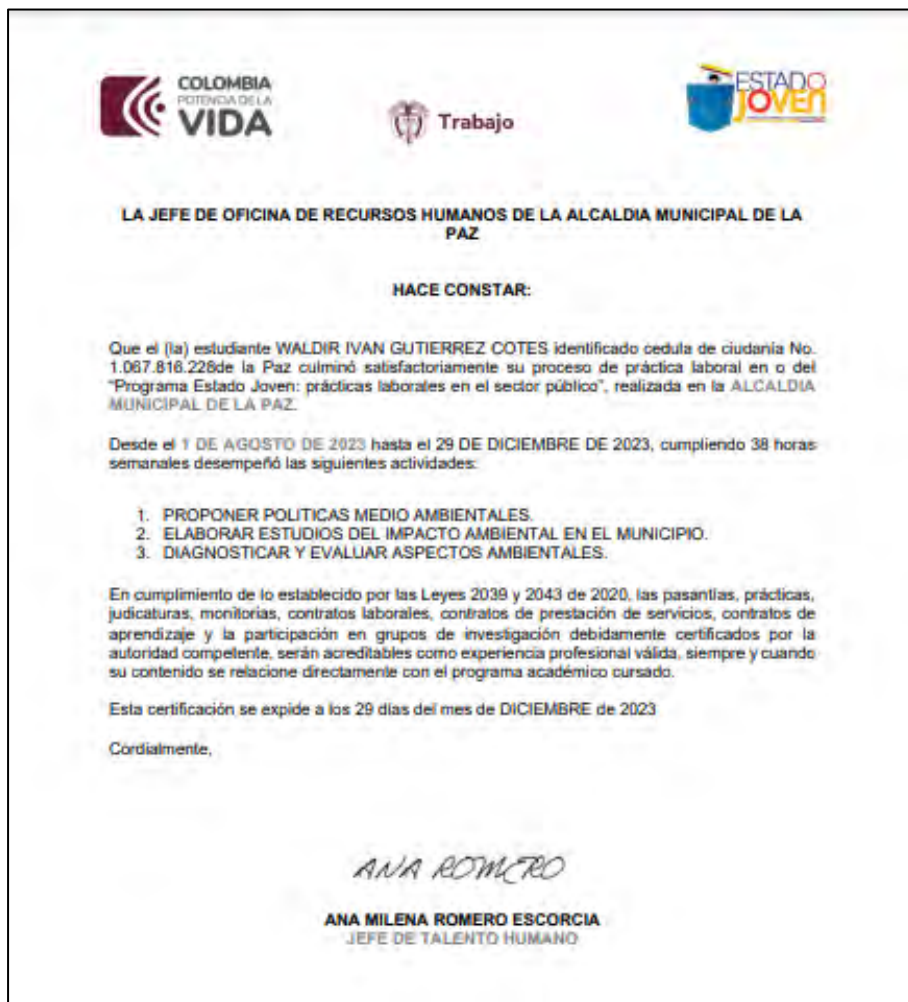 COLOMBIA
POTENCIA DE LA
VIDA
Trabajo
ESTADO
JOVEN
LA JEFE DE OFICINA DE RECURSOS HUMANOS DE LA ALCALDIA MUNICIPAL DE LA
PAZ
HACE CONSTAR:
Que el (la) estudiante WALDIR IVAN GUTIERREZ COTES identificado cedula de ciudania No.
1.067.816.228de la Paz culminó satisfactoriamente su proceso de práctica laboral en o del
"Programa Estado Joven: prácticas laborales en el sector público", realizada en la ALCALDIA
MUNICIPAL DE LA PAZ.
Desde el 1 DE AGOSTO DE 2023 hasta el 29 DE DICIEMBRE DE 2023, cumpliendo 38 horas
semanales desempeñó las siguientes actividades:
1. PROPONER POLITICAS MEDIO AMBIENTALES.
2. ELABORAR ESTUDIOS DEL IMPACTO AMBIENTAL EN EL MUNICIPIO.
3. DIAGNOSTICAR Y EVALUAR ASPECTOS AMBIENTALES.
En cumplimiento de lo establecido por las Leyes 2039 y 2043 de 2020, las pasantías, prácticas,
judicaturas, monitorias, contratos laborales, contratos de prestación de servicios, contratos de
aprendizaje y la participación en grupos de investigación debidamente certificados por la
autoridad competente, serán acreditables como experiencia profesional válida, siempre y cuando
su contenido se relacione directamente con el programa académico cursado.
Esta certificación se expide a los 29 días del mes de DICIEMBRE de 2023
Cordialmente,
ANA ROMERO
ANA MILENA ROMERO ESCORCIA
JEFE DE TALENTO HUMANO